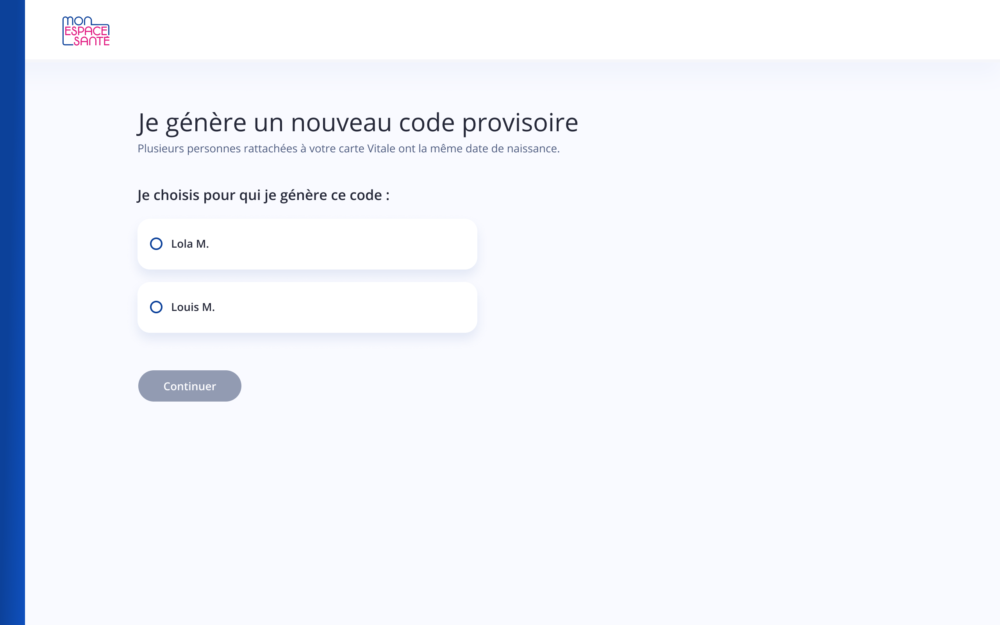 mon
ESPACE
SANTÉ
Je génère un nouveau code provisoire
Plusieurs personnes rattachées à votre carte Vitale ont la même date de naissance.
Je choisis pour qui je génère ce code :
Lola M.
Louis M.
Continuer